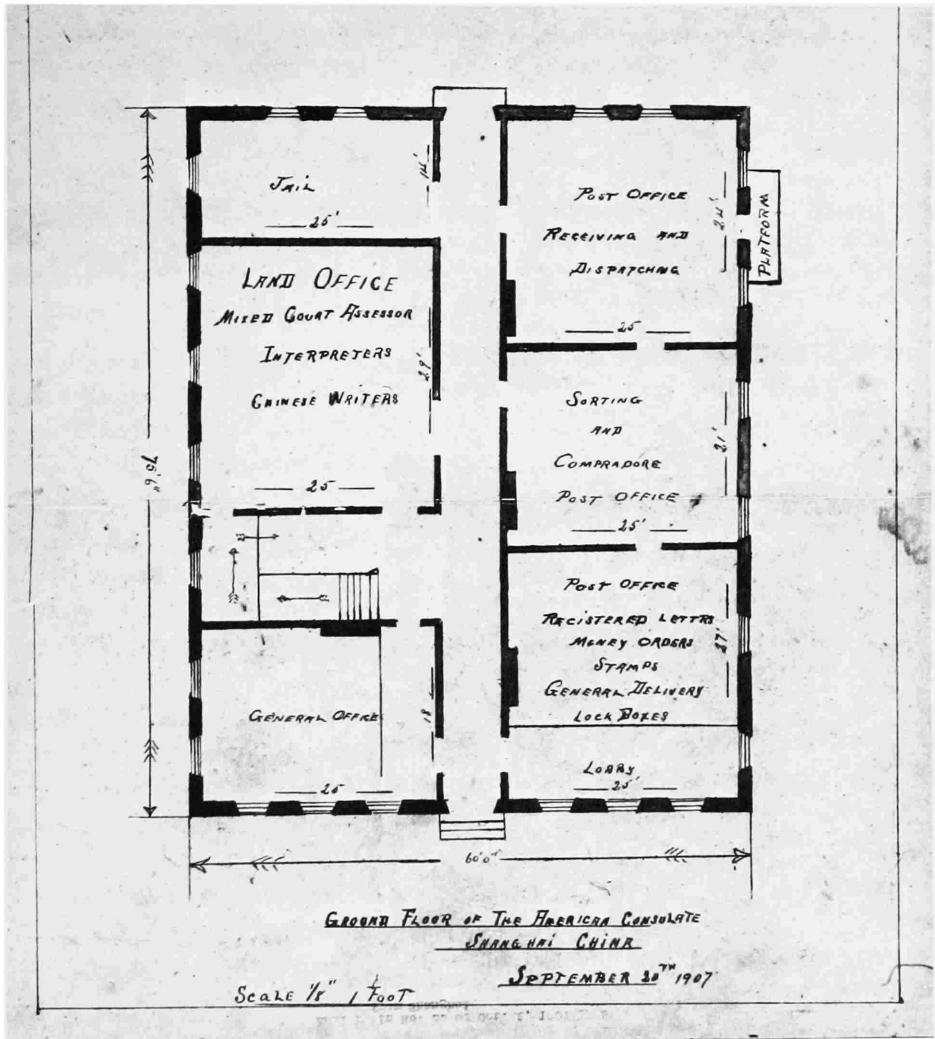 JAIL
14'
25'
LAND OFFICE
MIXED COURT ASSESSOR
INTERPRETERS
CHINESE WRITERS
29'
25
GENERAL OFFICE
18
25
POST OFFICE
RECEIVING AND
DISPATCHING
24'
25
PLATFORM
SORTING
AND
COMPRADORE
POST OFFICE
21'
25'
POST OFFICE
REGISTERED LETTRS
MONEY ORDERS
STAMPS
GENERAL DELIVERY
LOCK BOXES
27'
LOBBY
25'
75'6"
60'0"
GROUND FLOOR OF THE AMERICAN CONSULATE
SHANGHAI CHINA
SEPTEMBER 20TH 1907
SCALE 1/8" 1 FOOT